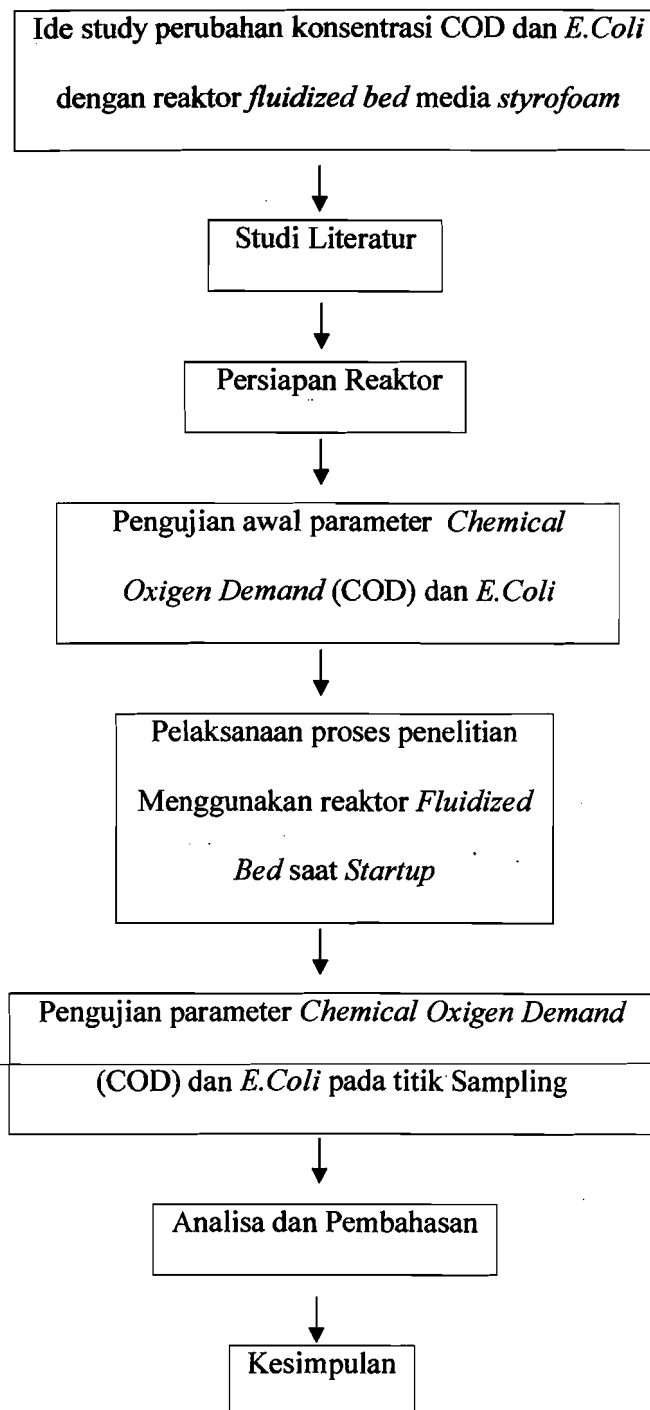 Ide study perubahan konsentrasi COD dan E.Coli
dengan reaktor fluidized bed media styrofoam
Studi Literatur
Persiapan Reaktor
Pengujian awal parameter Chemical
Oxigen Demand (COD) dan E.Coli
Pelaksanaan proses penelitian
Menggunakan reaktor Fluidized
Bed saat Startup
Pengujian parameter Chemical Oxigen Demand
(COD) dan E.Coli pada titik Sampling
Analisa dan Pembahasan
Kesimpulan